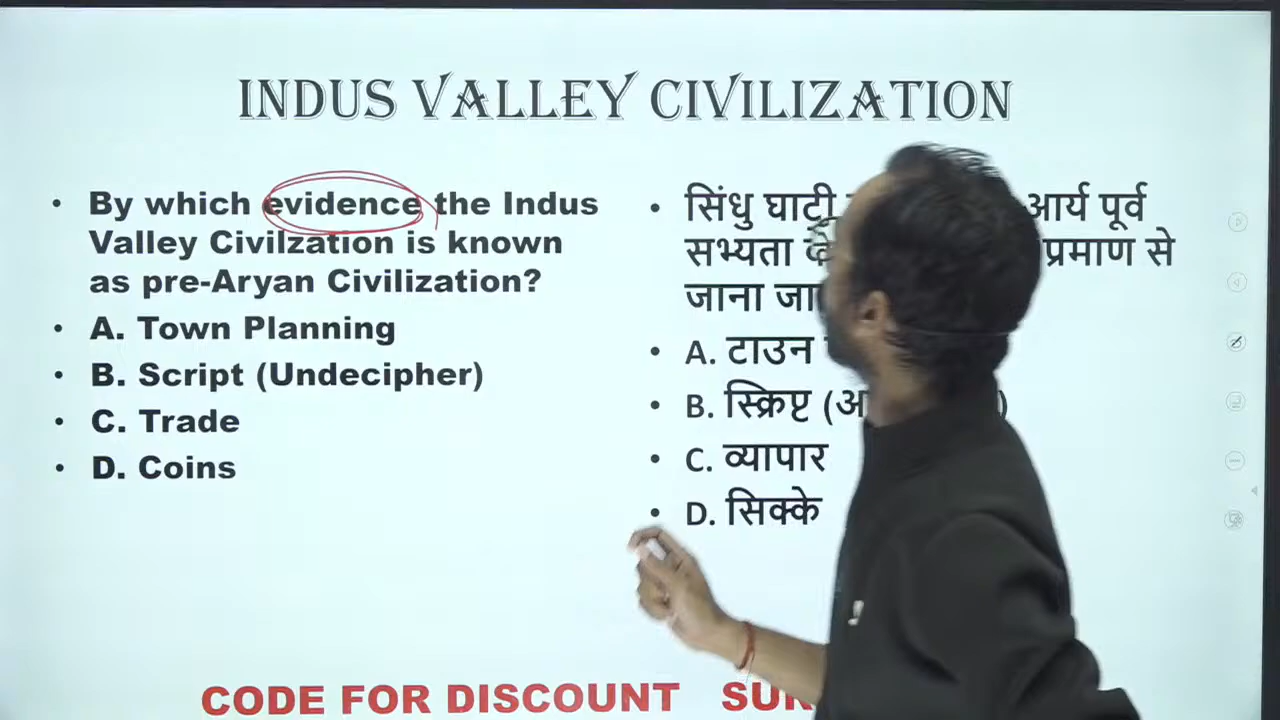 INDUS VALLEY CIVILIZATION
By which evidence the Indus
Valley Civilzation is known
as pre-Aryan Civilization?
A. Town Planning
B. Script (Undecipher)
C. Trade
D. Coins
सिंधु घाटी आर्य पूर्व
सभ्यता प्रमाण से
जाना
A. टाउन
B. स्क्रिप्ट
C. व्यापार
D. सिक्के
CODE FOR DISCOUNT